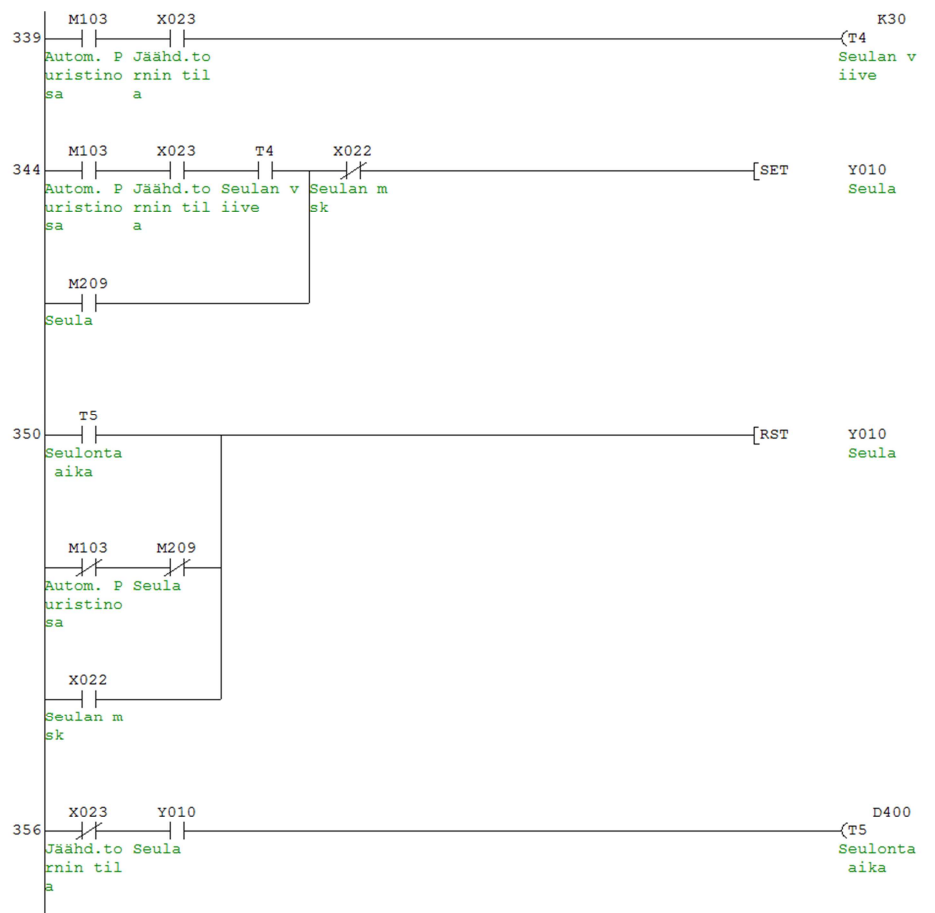 M103 X023 K30
339 (T4
Autom. P Jäähd.to Seulan v
uristino rnin til iive
sa a
M103 X023 T4 X022
344 [SET Y010
Autom. P Jäähd.to Seulan v Seulan m Seula
uristino rnin til iive sk
sa a
M209
Seula
T5
350 [RST Y010
Seulonta Seula
aika
M103 M209
Autom. P Seula
uristino
sa
X022
Seulan m
sk
X023 Y010 D400
356 (T5
Jäähd.to Seula Seulonta
rnin til aika
a